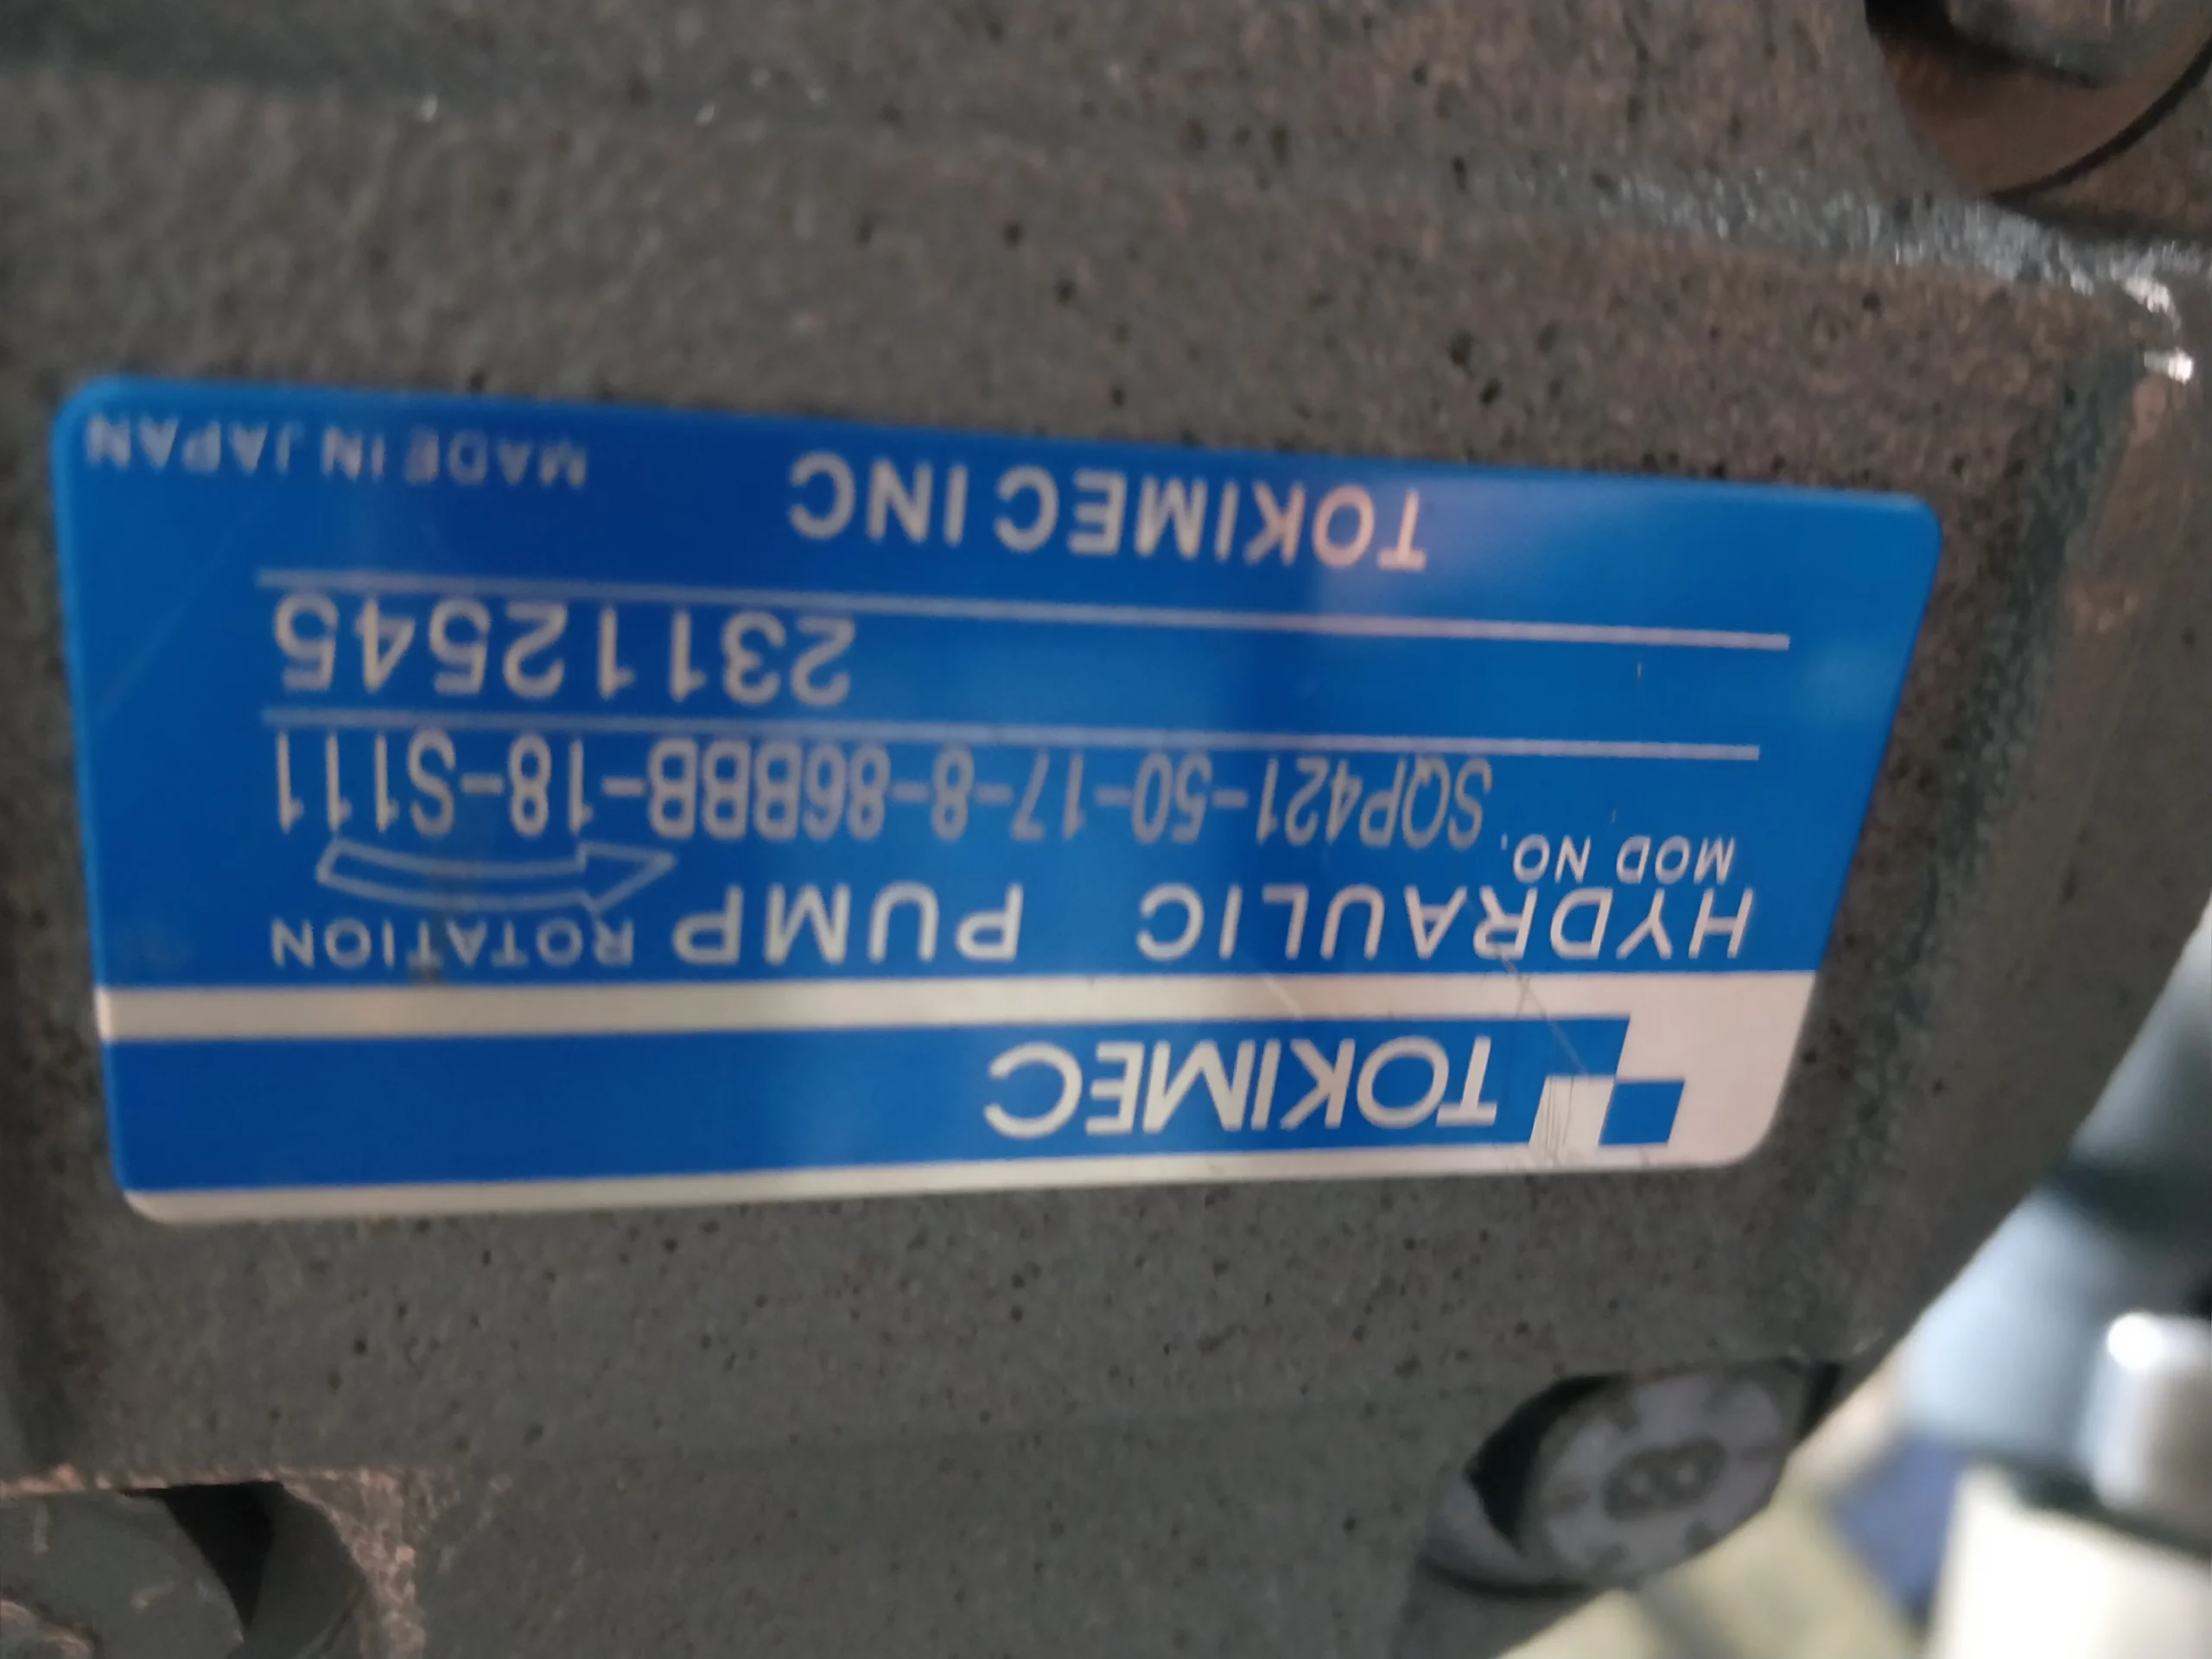 TOKIMEC
HYDRAULIC PUMP ROTATION
MOD NO.
SQP421-50-17-8-86BBB-18-S111
23112545
TOKIMEC INC MADE IN JAPAN